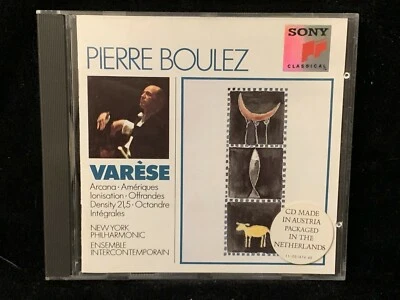 PIERRE BOULEZ
SONY
CLASSICAL
VARÈSE
Arcana · Amériques
Ionisation · Offrandes
Density 21,5 · Octandre
Intégrales
NEW YORK
PHILHARMONIC
ENSEMBLE
INTERCONTEMPORAIN
CD MADE
IN AUSTRIA
PACKAGED
IN THE
NETHERLANDS